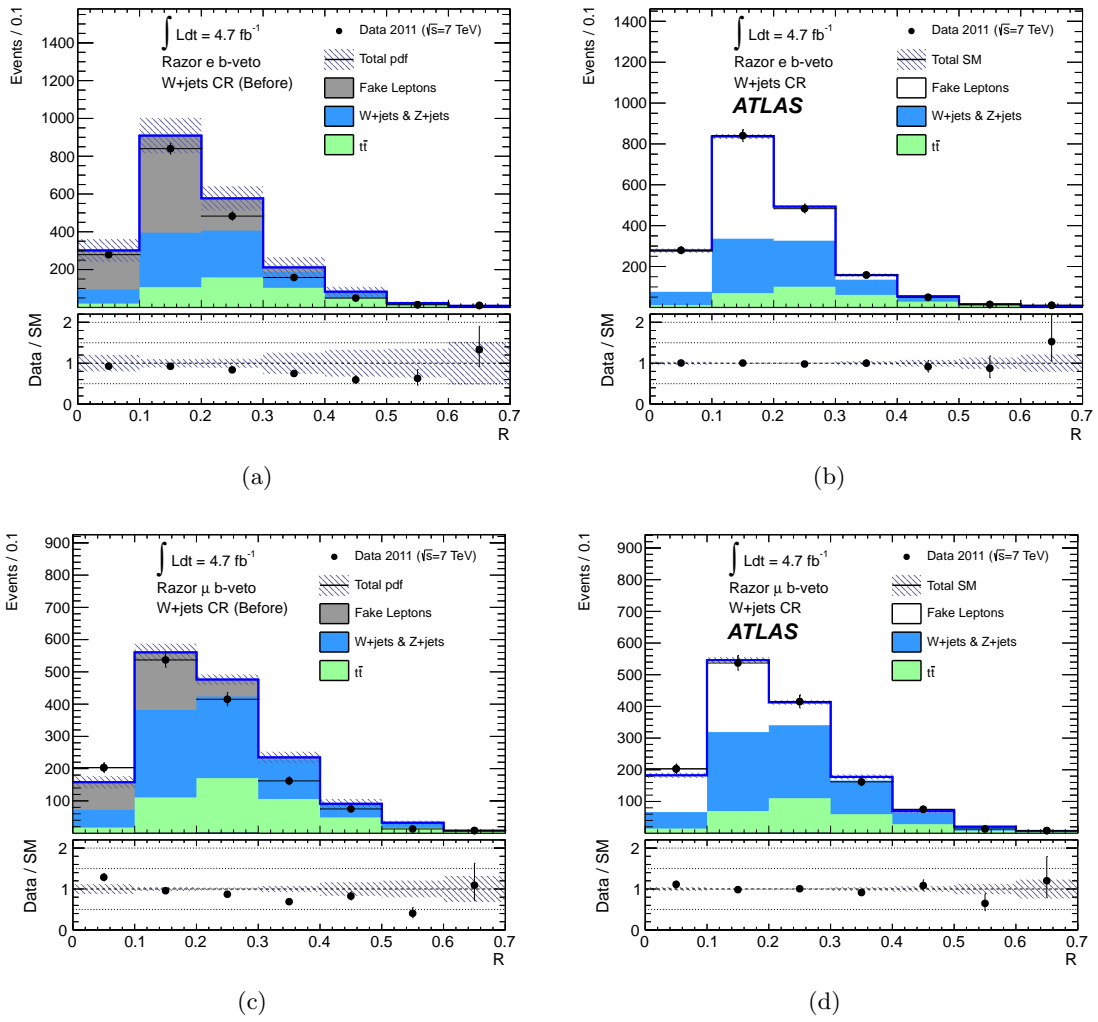 Events / 0.1
1600
1400
1200
1000
800
600
400
200
∫ Ldt = 4.7 fb⁻¹
Razor e b-veto
W+jets CR (Before)
Data 2011 (√s=7 TeV)
Total pdf
Fake Leptons
W+jets & Z+jets
tt̄
Data / SM
2
1
0
0 0.1 0.2 0.3 0.4 0.5 0.6 0.7
R
(a)
Events / 0.1
1400
1200
1000
800
600
400
200
∫ Ldt = 4.7 fb⁻¹
Razor e b-veto
W+jets CR
ATLAS
Data 2011 (√s=7 TeV)
Total SM
Fake Leptons
W+jets & Z+jets
tt̄
Data / SM
2
1
0
0 0.1 0.2 0.3 0.4 0.5 0.6 0.7
R
(b)
Events / 0.1
900
800
700
600
500
400
300
200
100
∫ Ldt = 4.7 fb⁻¹
Razor μ b-veto
W+jets CR (Before)
Data 2011 (√s=7 TeV)
Total pdf
Fake Leptons
W+jets & Z+jets
tt̄
Data / SM
2
1
0
0 0.1 0.2 0.3 0.4 0.5 0.6 0.7
R
(c)
Events / 0.1
900
800
700
600
500
400
300
200
100
∫ Ldt = 4.7 fb⁻¹
Razor μ b-veto
W+jets CR
ATLAS
Data 2011 (√s=7 TeV)
Total SM
Fake Leptons
W+jets & Z+jets
tt̄
Data / SM
2
1
0
0 0.1 0.2 0.3 0.4 0.5 0.6 0.7
R
(d)